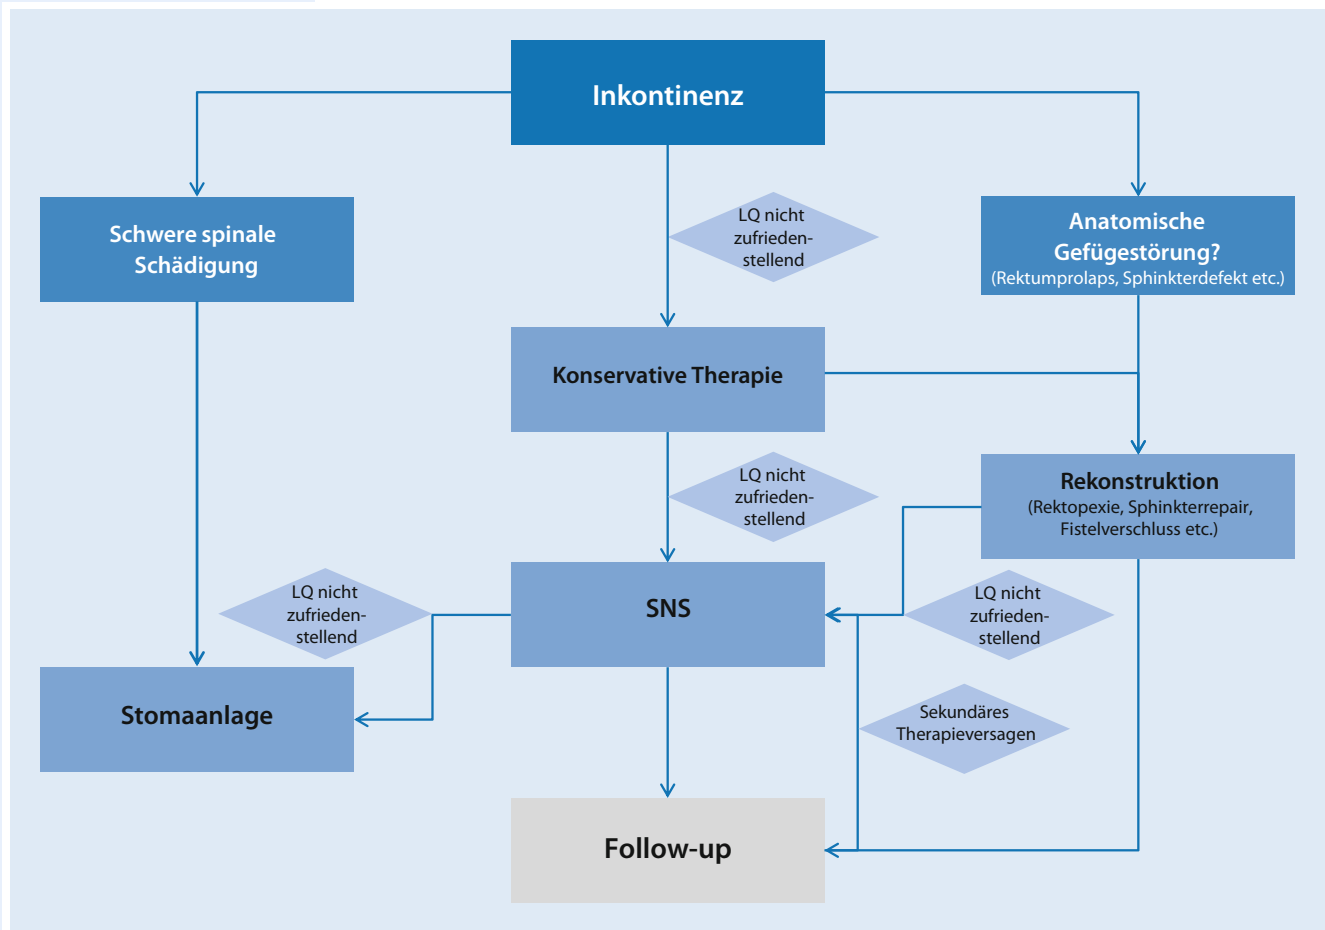 Inkontinenz
LQ nicht
zufrieden-
stellend
Schwere spinale
Schädigung
Anatomische
Gefügestörung?
(Rektumprolaps, Sphinkterdefekt etc.)
Konservative Therapie
LQ nicht
zufrieden-
stellend
Rekonstruktion
(Rektopexie, Sphinkterrepair,
Fistelverschluss etc.)
LQ nicht
zufrieden-
stellend
SNS
LQ nicht
zufrieden-
stellend
Stomaanlage
Sekundäres
Therapieversagen
Follow-up